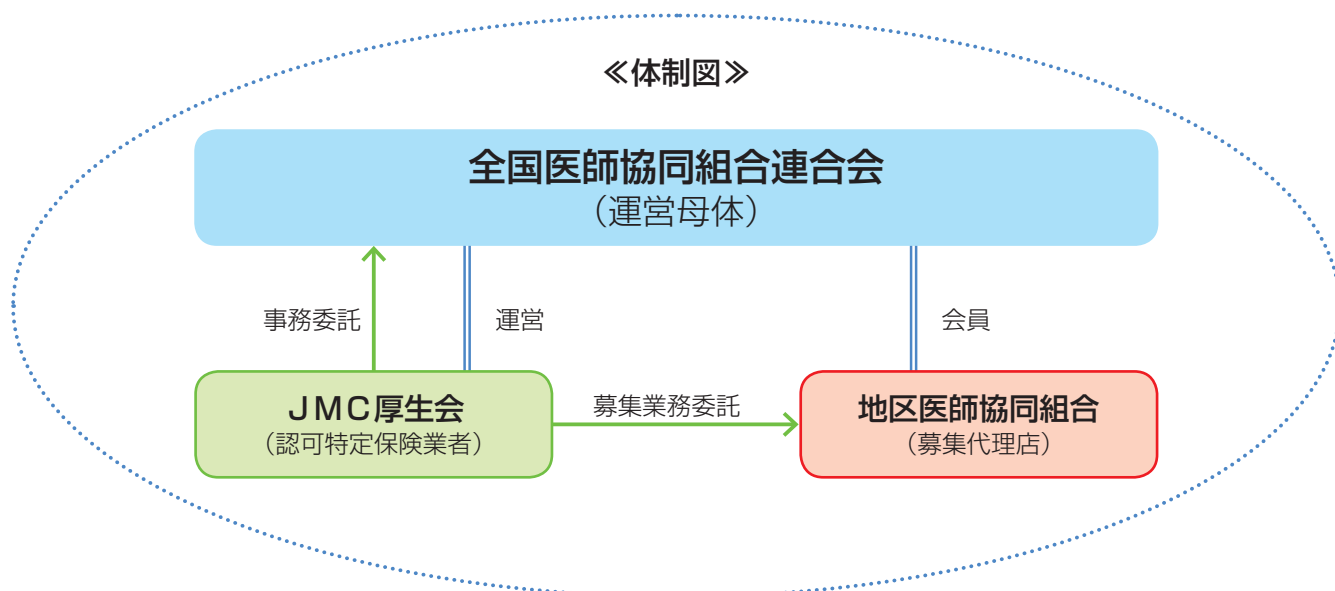 ≪体制図≫
全国医師協同組合連合会
（運営母体）
事務委託
運営
会員
JMC厚生会
（認可特定保険業者）
募集業務委託
地区医師協同組合
（募集代理店）